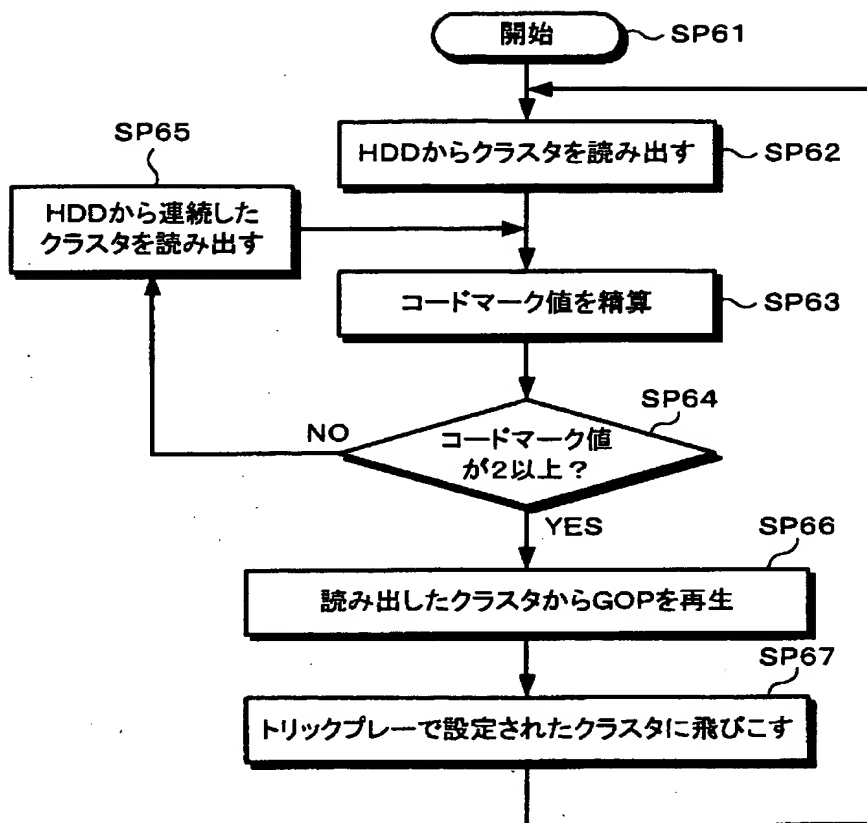 開始
SP61
HDDからクラスタを読み出す
SP62
SP65
HDDから連続した
クラスタを読み出す
コードマーク値を精算
SP63
SP64
コードマーク値
が2以上？
NO
YES
SP66
読み出したクラスタからGOPを再生
SP67
トリックプレーで設定されたクラスタに飛びこす